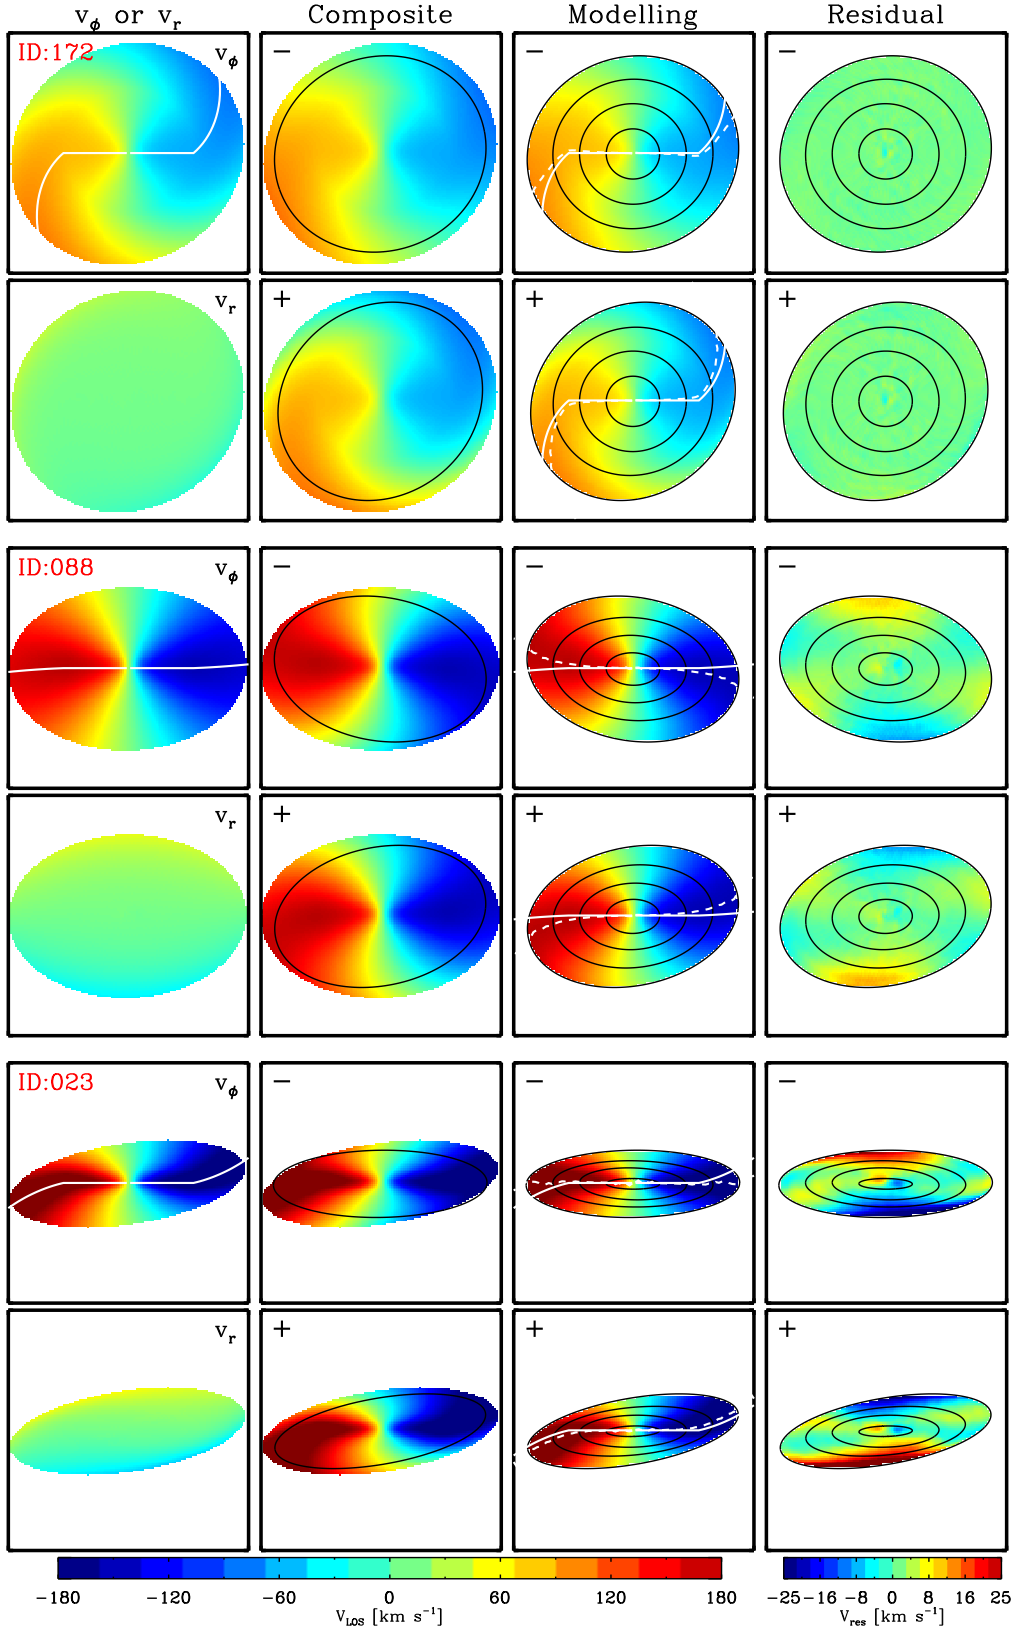 v_ϕ or v_r Composite Modelling Residual
ID:172 v_ϕ − − −
v_r + + +
ID:088 v_ϕ − − −
v_r + + +
ID:023 v_ϕ − − −
v_r + + +
−180 −120 −60 0 60 120 180 −25 −16 −8 0 8 16 25
V_LOS [km s⁻¹] V_res [km s⁻¹]